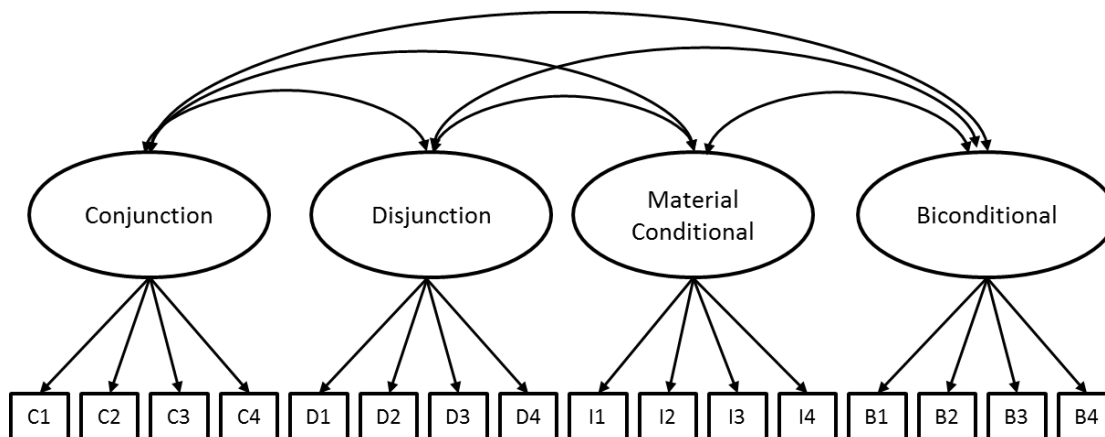 Conjunction
Disjunction
Material
Conditional
Biconditional
C1 C2 C3 C4 D1 D2 D3 D4 I1 I2 I3 I4 B1 B2 B3 B4